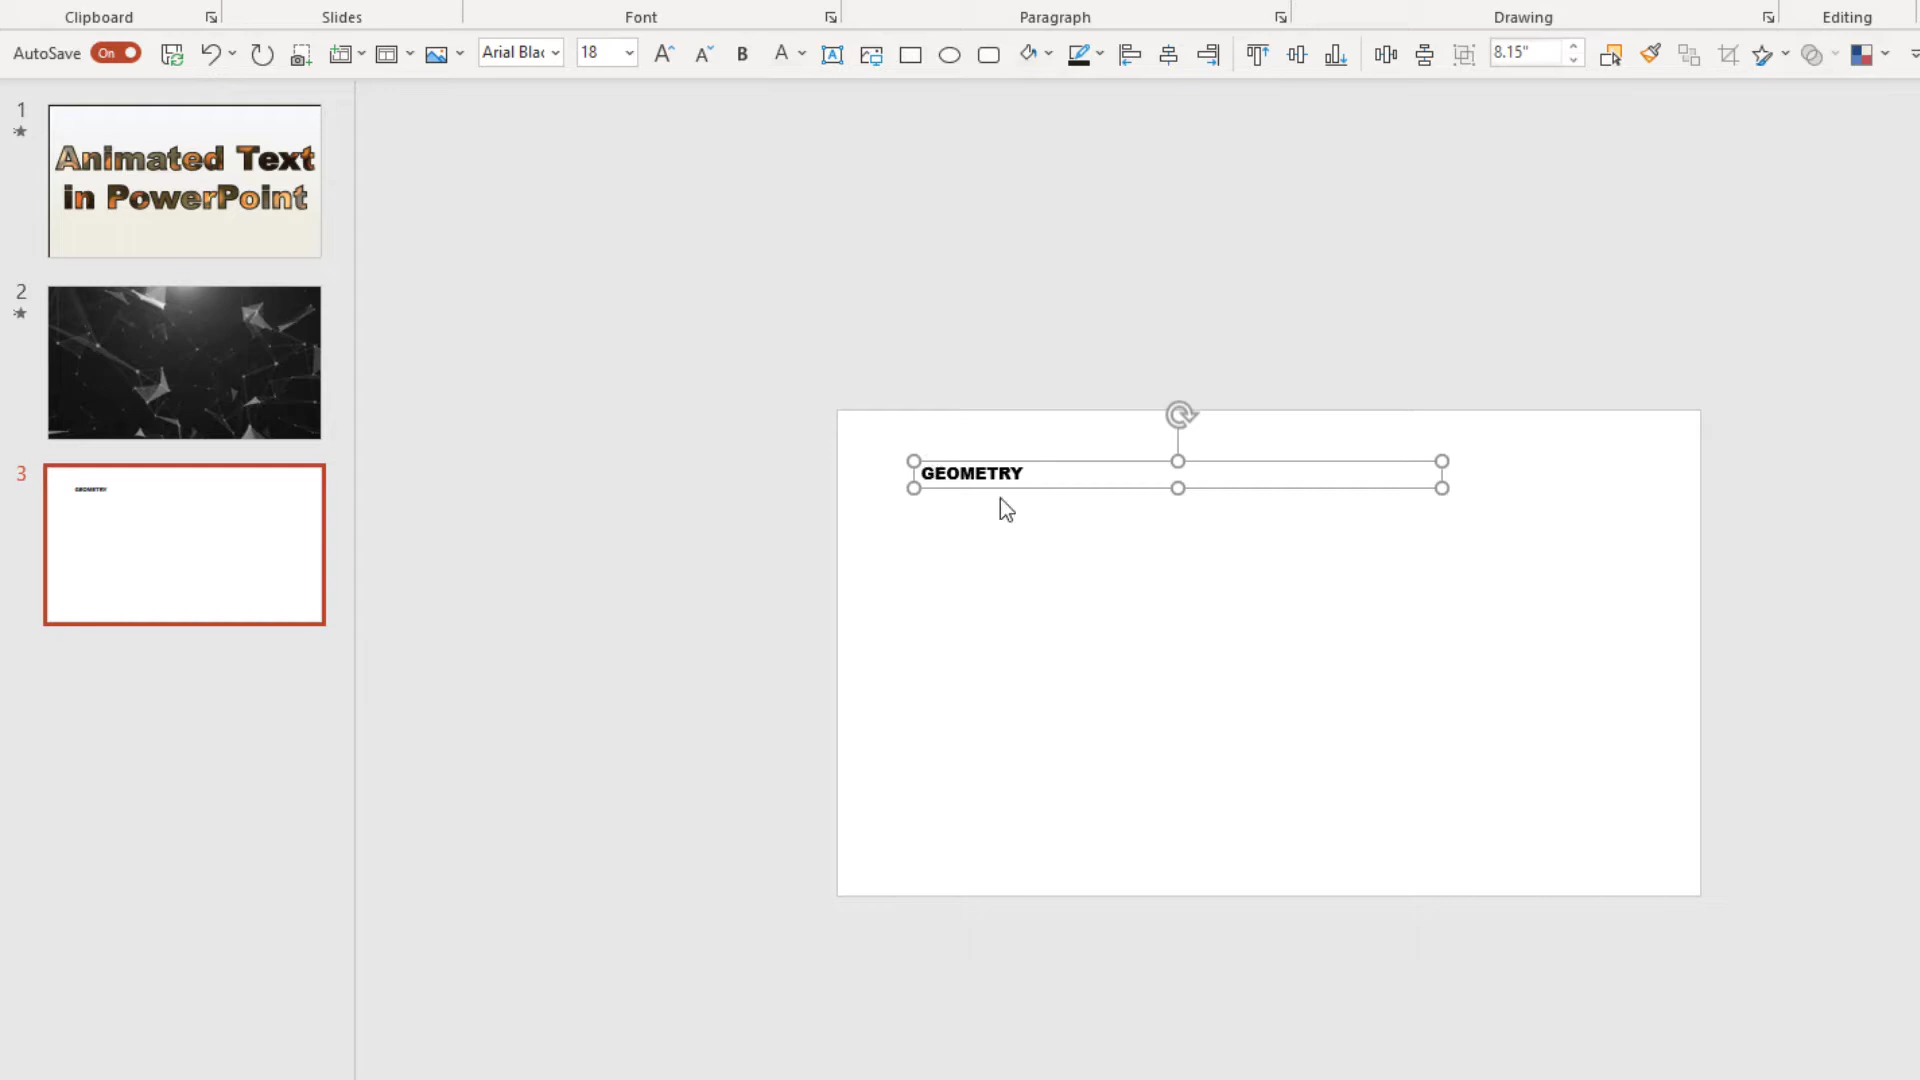 Clipboard
Slides
Font
Paragraph
Drawing
Editing
AutoSave
On
Arial Blac
18
B
A
8.15"
1
Animated Text
in PowerPoint
2
3
GEOMETRY
GEOMETRY